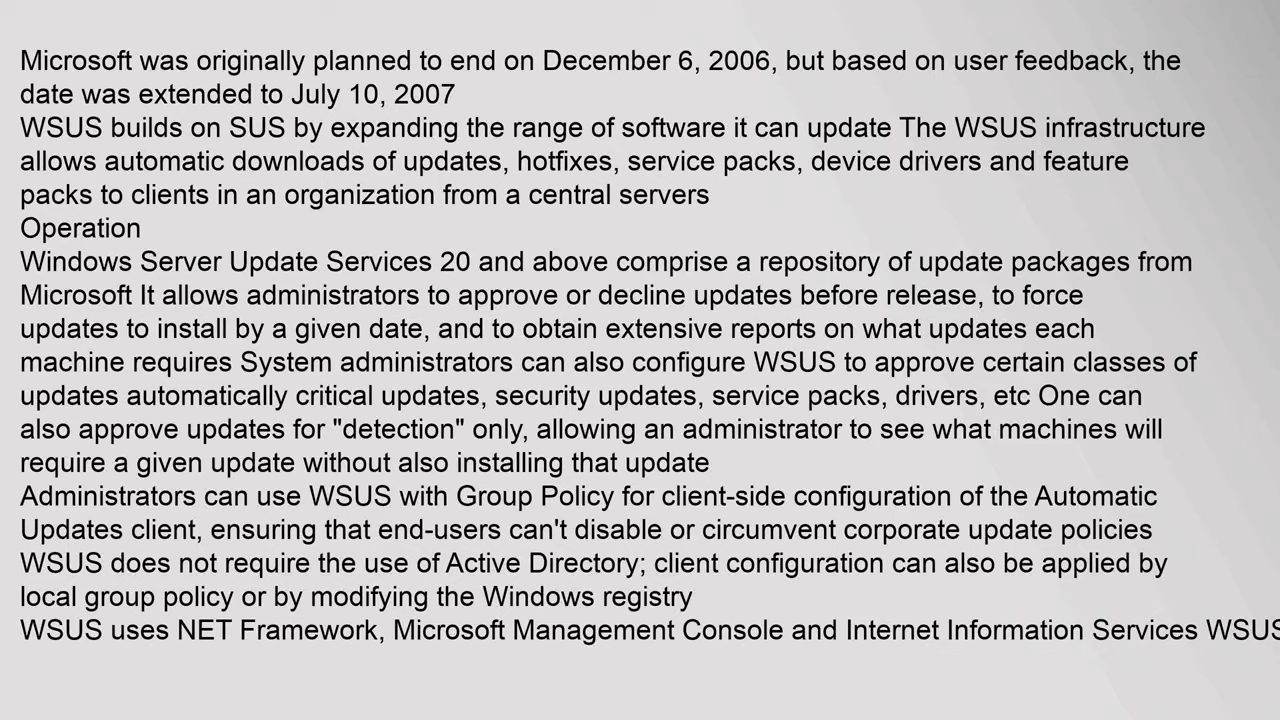 Microsoft was originally planned to end on December 6, 2006, but based on user feedback, the
date was extended to July 10, 2007
WSUS builds on SUS by expanding the range of software it can update The WSUS infrastructure
allows automatic downloads of updates, hotfixes, service packs, device drivers and feature
packs to clients in an organization from a central servers
Operation
Windows Server Update Services 20 and above comprise a repository of update packages from
Microsoft It allows administrators to approve or decline updates before release, to force
updates to install by a given date, and to obtain extensive reports on what updates each
machine requires System administrators can also configure WSUS to approve certain classes of
updates automatically critical updates, security updates, service packs, drivers, etc One can
also approve updates for "detection" only, allowing an administrator to see what machines will
require a given update without also installing that update
Administrators can use WSUS with Group Policy for client-side configuration of the Automatic
Updates client, ensuring that end-users can't disable or circumvent corporate update policies
WSUS does not require the use of Active Directory; client configuration can also be applied by
local group policy or by modifying the Windows registry
WSUS uses NET Framework, Microsoft Management Console and Internet Information Services WSUS